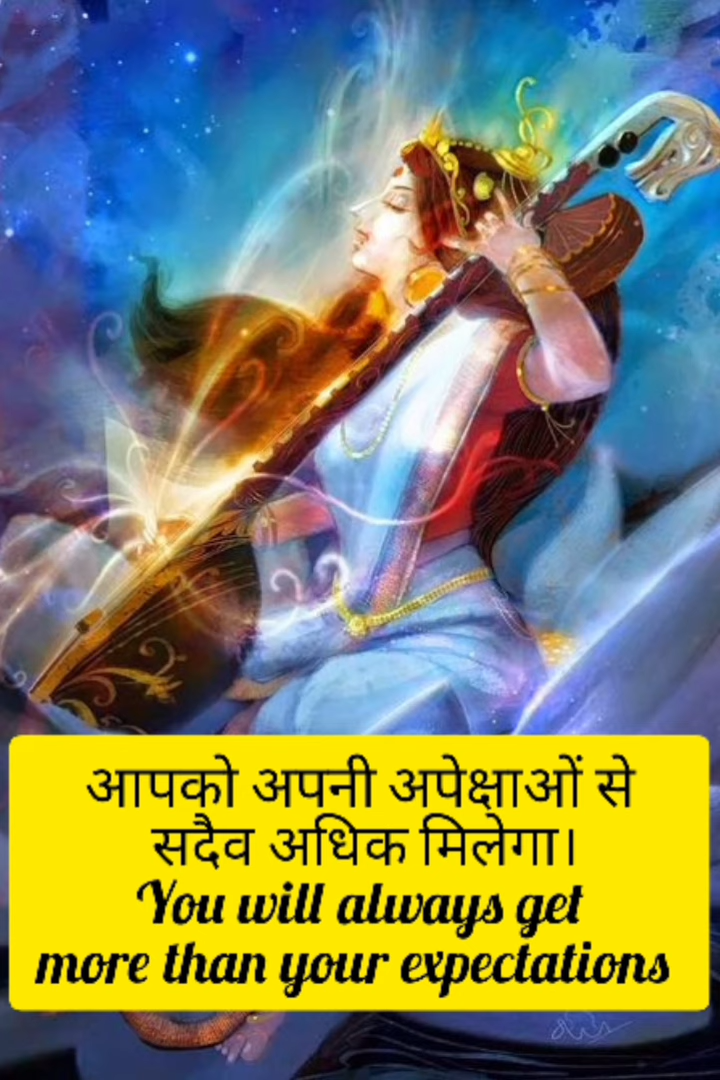 आपको अपनी अपेक्षाओं से
सदैव अधिक मिलेगा।
You will always get
more than your expectations